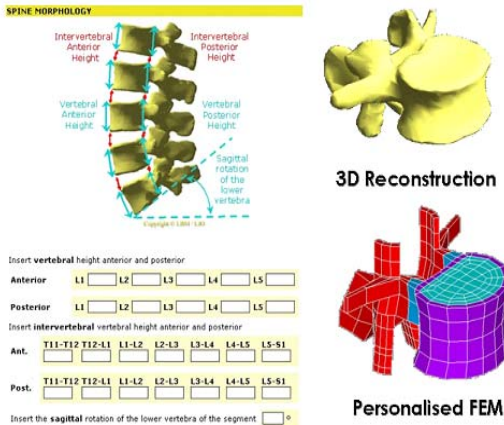 SPINE MORPHOLOGY
Intervertebral
Anterior
Height
Intervertebral
Posterior
Height
Vertebral
Anterior
Height
Vertebral
Posterior
Height
Sagittal
rotation
of the
lower
vertebra
3D Reconstruction
Insert vertebral height anterior and posterior
Anterior L1 L2 L3 L4 L5
Posterior L1 L2 L3 L4 L5
Insert intervertebral vertebral height anterior and posterior
T11-T12 T12-L1 L1-L2 L2-L3 L3-L4 L4-L5 L5-S1
Ant.
T11-T12 T12-L1 L1-L2 L2-L3 L3-L4 L4-L5 L5-S1
Post.
Insert the sagittal rotation of the lower vertebra of the segment °
Personalised FEM